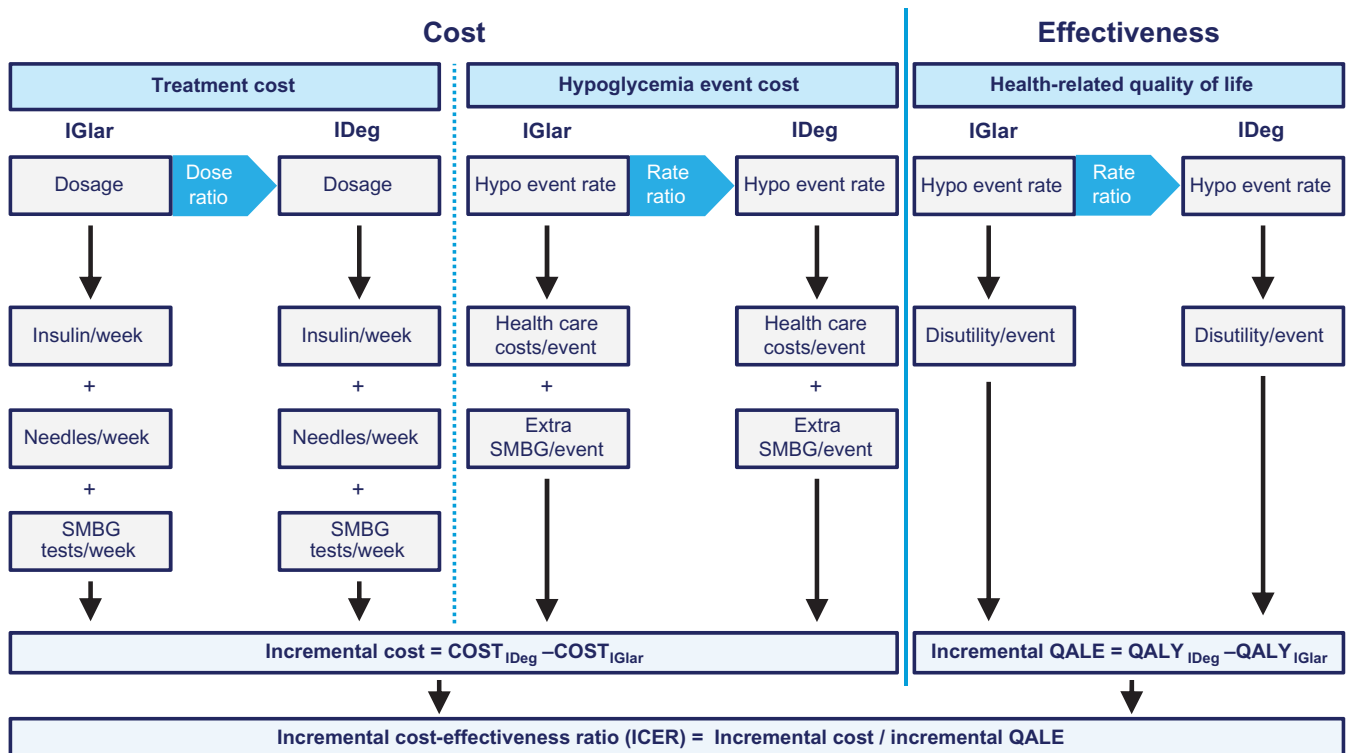 Cost
Effectiveness
Treatment cost
Hypoglycemia event cost
Health-related quality of life
IGlar
IDeg
IGlar
IDeg
IGlar
IDeg
Dosage
Dose
ratio
Dosage
Hypo event rate
Rate
ratio
Hypo event rate
Hypo event rate
Rate
ratio
Hypo event rate
Insulin/week
Insulin/week
Health care
costs/event
Health care
costs/event
Disutility/event
Disutility/event
+
+
+
+
Needles/week
Needles/week
Extra
SMBG/event
Extra
SMBG/event
+
+
SMBG
tests/week
SMBG
tests/week
Incremental cost = COST IDeg –COST IGlar
Incremental QALE = QALY IDeg –QALY IGlar
Incremental cost-effectiveness ratio (ICER) = Incremental cost / incremental QALE